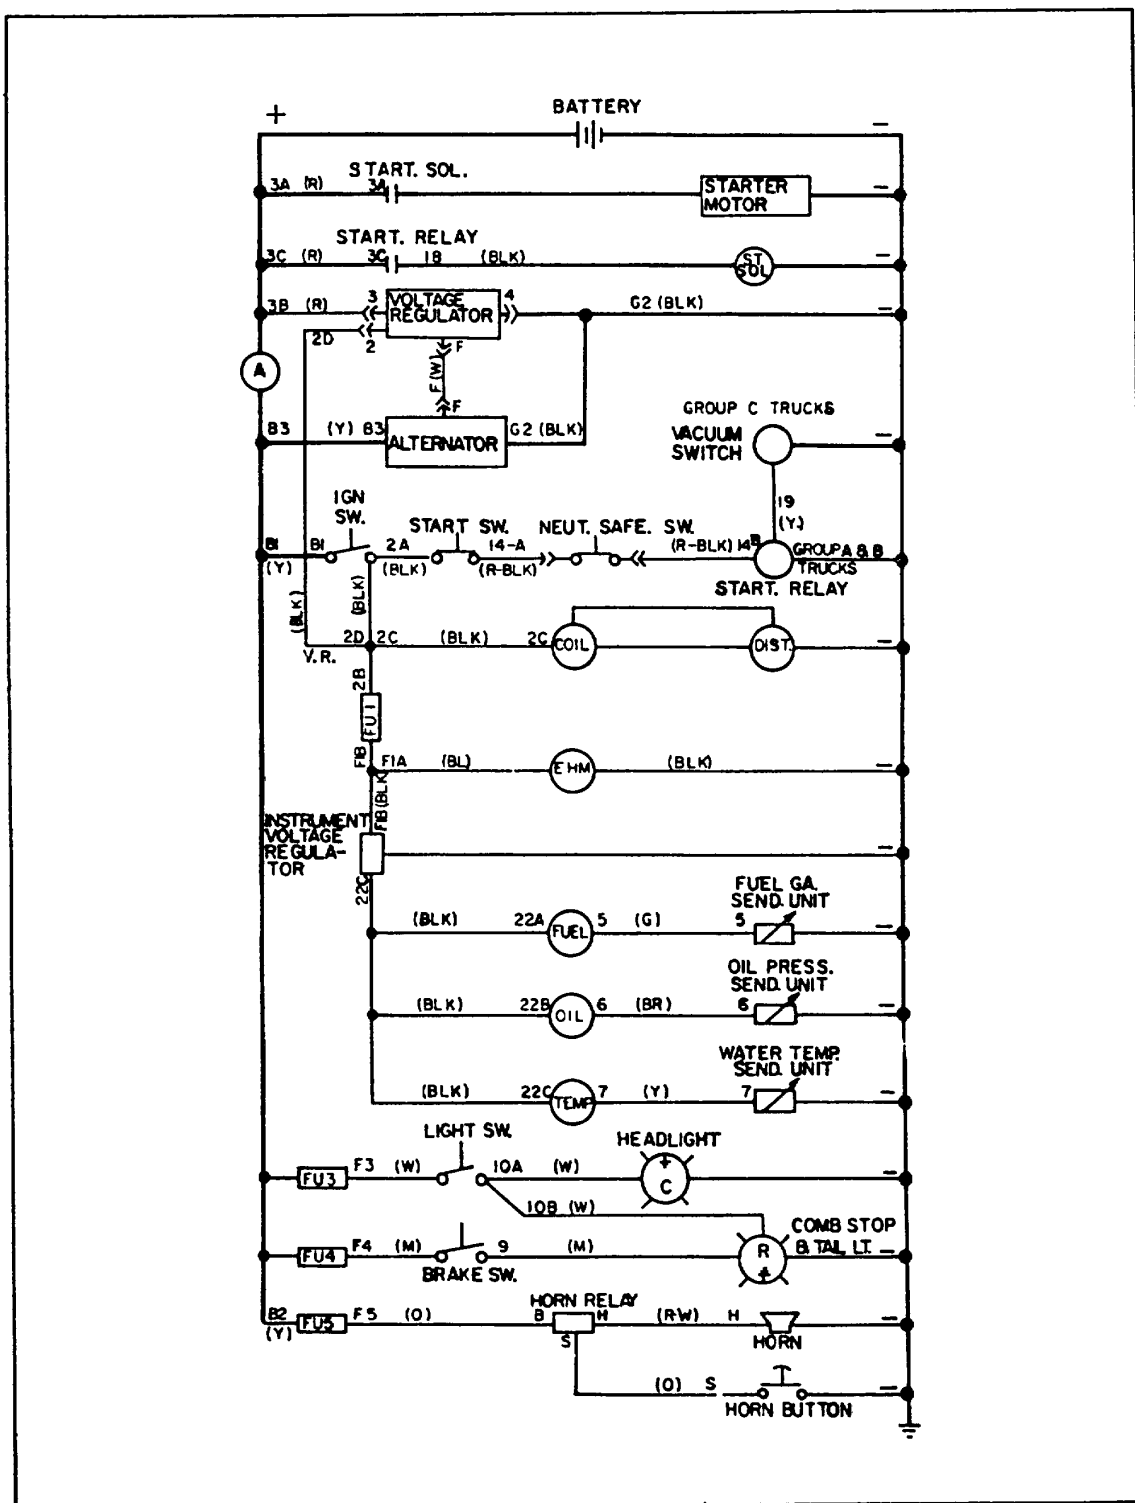 BATTERY
+ −
START. SOL.
3A (R) 3A
STARTER
MOTOR
−
START. RELAY
3C (R) 3C 1B (BLK)
ST
SOL
−
3B (R) 3
VOLTAGE
REGULATOR
4
G2 (BLK)
−
2D 2
F
F (W)
F
A
GROUP C TRUCKS
B3 (Y) B3
ALTERNATOR
G2 (BLK)
VACUUM
SWITCH
−
19
(Y)
IGN
SW.
START SW.
NEUT. SAFE. SW.
B1
(Y)
B1
2A
(BLK)
14-A
(R-BLK)
(R-BLK) 14B
GROUP A & B
TRUCKS
START. RELAY
(BLK)
(BLK)
2D 2C (BLK) 2C
COIL
DIST.
−
V.R.
2B
FU 1
F1B
F1A (BL)
EHM
(BLK)
−
F1B (BLK)
INSTRUMENT
VOLTAGE
REGULA-
TOR
−
22C
FUEL GA.
SEND. UNIT
(BLK) 22A
FUEL
5 (G) 5
−
OIL PRESS.
SEND. UNIT
(BLK) 22B
OIL
6 (BR) 6
−
WATER TEMP.
SEND. UNIT
(BLK) 22C
TEMP
7 (Y) 7
−
LIGHT SW.
HEADLIGHT
FU3
F3 (W)
10A (W)
+
C
−
10B (W)
COMB STOP
& TAIL LT.
FU4
F4 (M)
9 (M)
R
+
−
BRAKE SW.
HORN RELAY
B2
(Y)
FU5
F5 (O)
B H (R-W) H
−
S
HORN
(O) S
−
HORN BUTTON